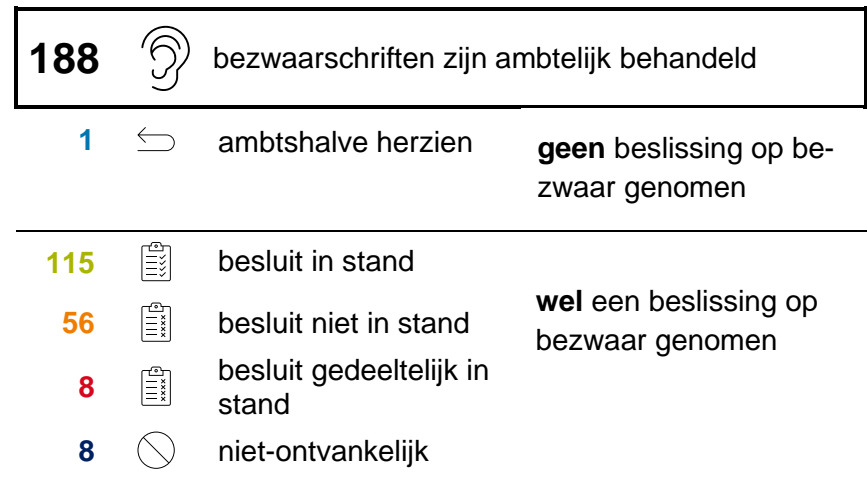 188 bezwaarschriften zijn ambtelijk behandeld
1 ambtshalve herzien
geen beslissing op be-
zwaar genomen
115 besluit in stand
56 besluit niet in stand
8 besluit gedeeltelijk in
stand
8 niet-ontvankelijk
wel een beslissing op
bezwaar genomen